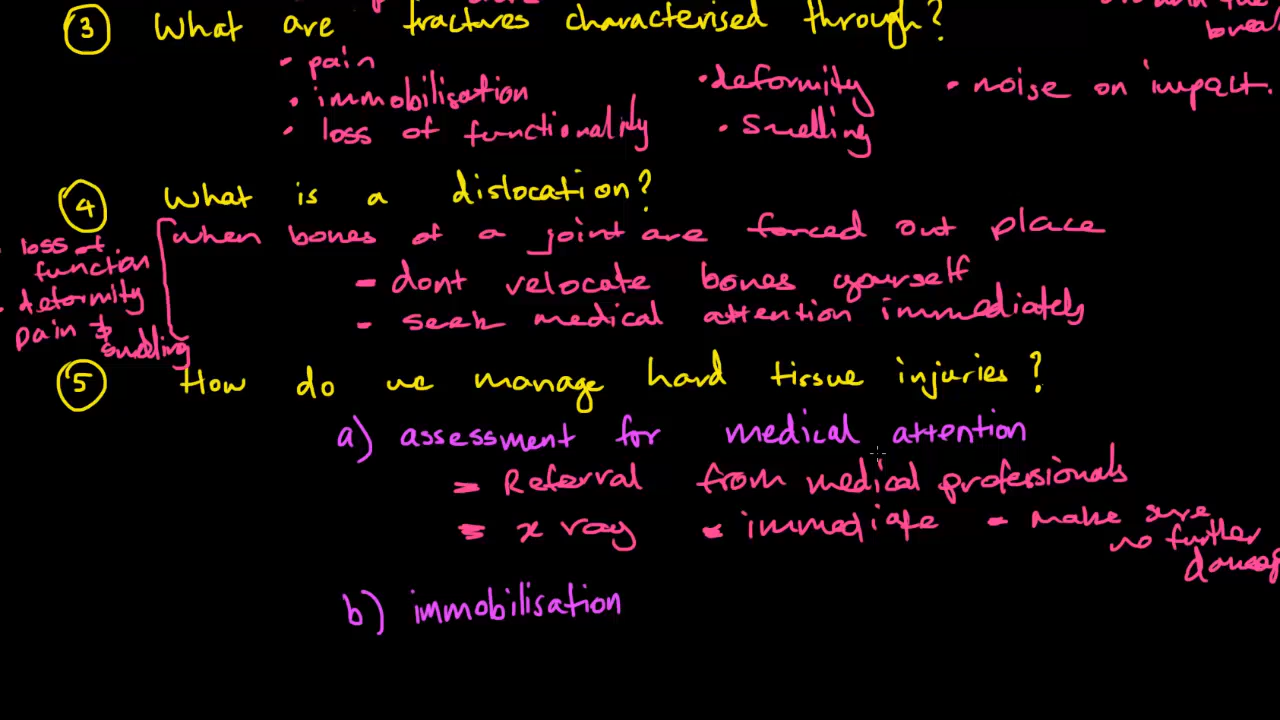 ③ What are fractures characterised through?
break
• pain
• immobilisation
• loss of functionality
• deformity
• swelling
• noise on impact.
④ What is a dislocation?
when bones of a joint are forced out place
- dont relocate bones yourself
- seek medical attention immediately
• loss of
function
• deformity
pain &
swelling
⑤ How do we manage hard tissue injuries?
a) assessment for medical attention
- Referral from medical professionals
- x ray - immediate - make sure
no further
b) immobilisation